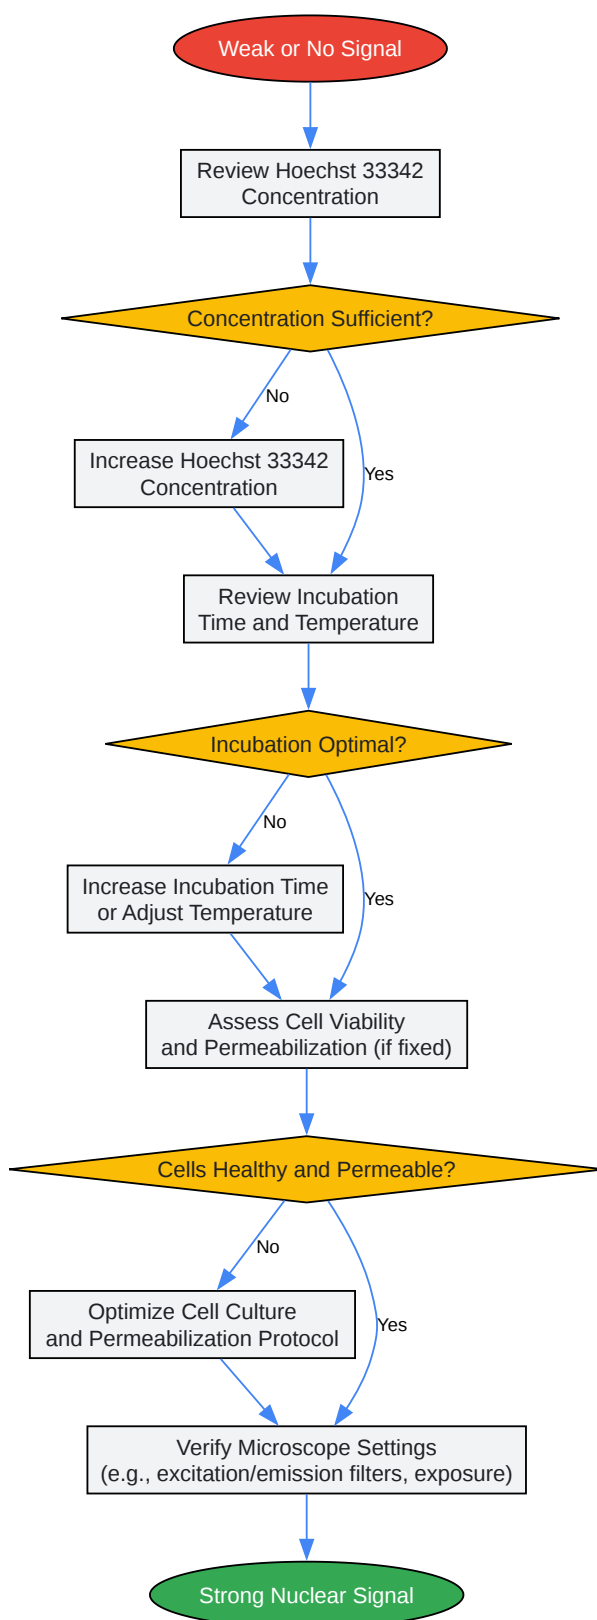 Weak or No Signal
Review Hoechst 33342
Concentration
Concentration Sufficient?
No
Increase Hoechst 33342
Concentration
Yes
Review Incubation
Time and Temperature
Incubation Optimal?
No
Increase Incubation Time
or Adjust Temperature
Yes
Assess Cell Viability
and Permeabilization (if fixed)
Cells Healthy and Permeable?
No
Optimize Cell Culture
and Permeabilization Protocol
Yes
Verify Microscope Settings
(e.g., excitation/emission filters, exposure)
Strong Nuclear Signal